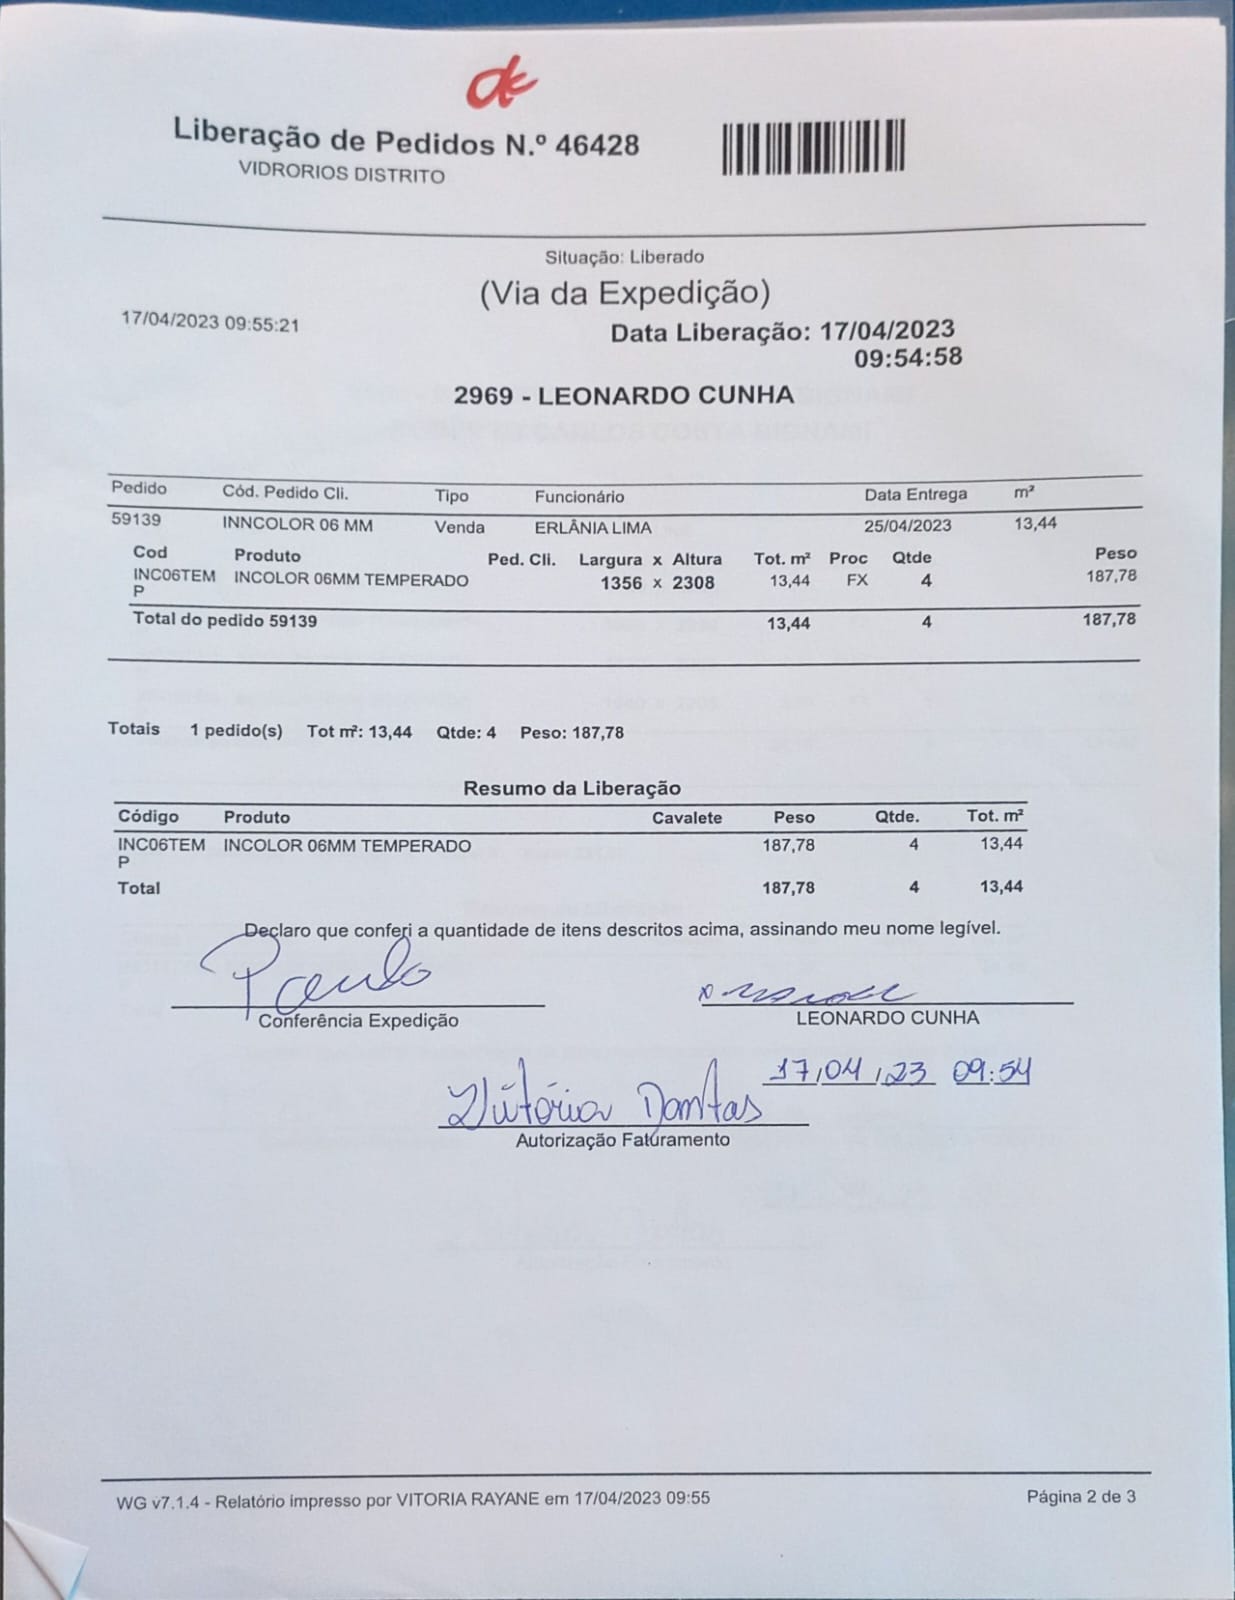 ok
Liberação de Pedidos N.º 46428
VIDRORIOS DISTRITO
Situação: Liberado
(Via da Expedição)
17/04/2023 09:55:21
Data Liberação: 17/04/2023
09:54:58
2969 - LEONARDO CUNHA
Pedido Cód. Pedido Cli. Tipo Funcionário Data Entrega m²
59139 INNCOLOR 06 MM Venda ERLÂNIA LIMA 25/04/2023 13,44
Cod Produto Ped. Cli. Largura x Altura Tot. m² Proc Qtde Peso
INC06TEM INCOLOR 06MM TEMPERADO 1356 x 2308 13,44 FX 4 187,78
P
Total do pedido 59139 13,44 4 187,78
Totais 1 pedido(s) Tot m²: 13,44 Qtde: 4 Peso: 187,78
Resumo da Liberação
Código Produto Cavalete Peso Qtde. Tot. m²
INC06TEM INCOLOR 06MM TEMPERADO 187,78 4 13,44
P
Total 187,78 4 13,44
Declaro que conferi a quantidade de itens descritos acima, assinando meu nome legível.
Paulo
Conferência Expedição LEONARDO CUNHA
17/04/23 09:54
Vitória Dantas
Autorização Faturamento
WG v7.1.4 - Relatório impresso por VITORIA RAYANE em 17/04/2023 09:55 Página 2 de 3